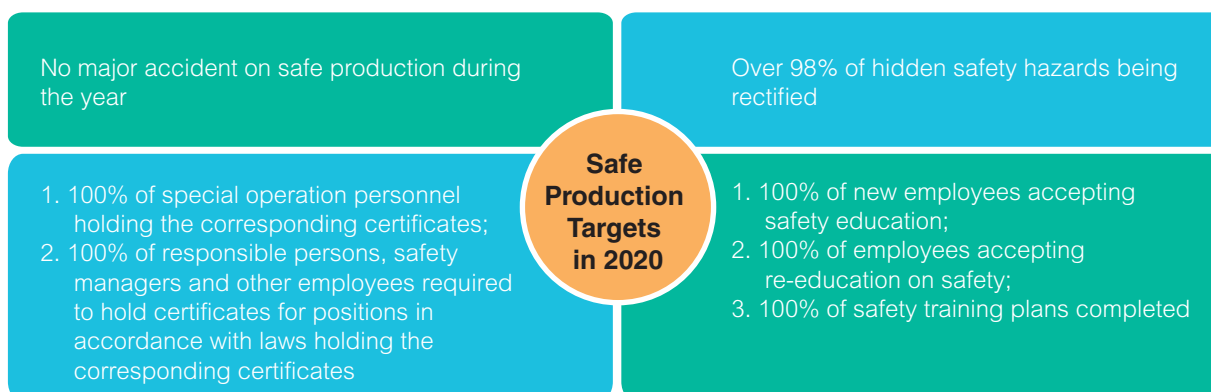 No major accident on safe production during
the year
Over 98% of hidden safety hazards being
rectified
Safe
Production
Targets
in 2020
1. 100% of special operation personnel
holding the corresponding certificates;
2. 100% of responsible persons, safety
managers and other employees required
to hold certificates for positions in
accordance with laws holding the
corresponding certificates
1. 100% of new employees accepting
safety education;
2. 100% of employees accepting
re-education on safety;
3. 100% of safety training plans completed